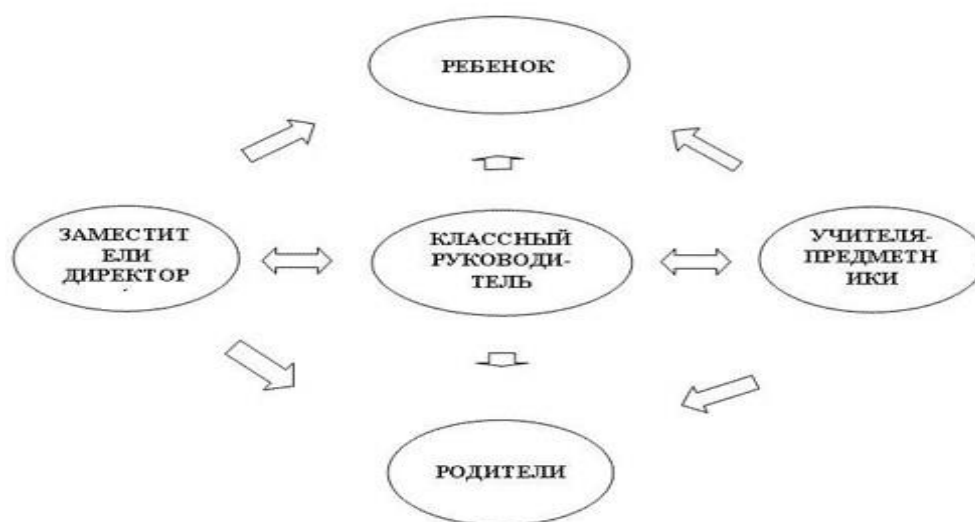 РЕБЕНОК
ЗАМЕСТИТ
ЕЛИ
ДИРЕКТОР
КЛАССНЫЙ
РУКОВОДИ-
ТЕЛЬ
УЧИТЕЛЯ-
ПРЕДМЕТН
ИКИ
РОДИТЕЛИ